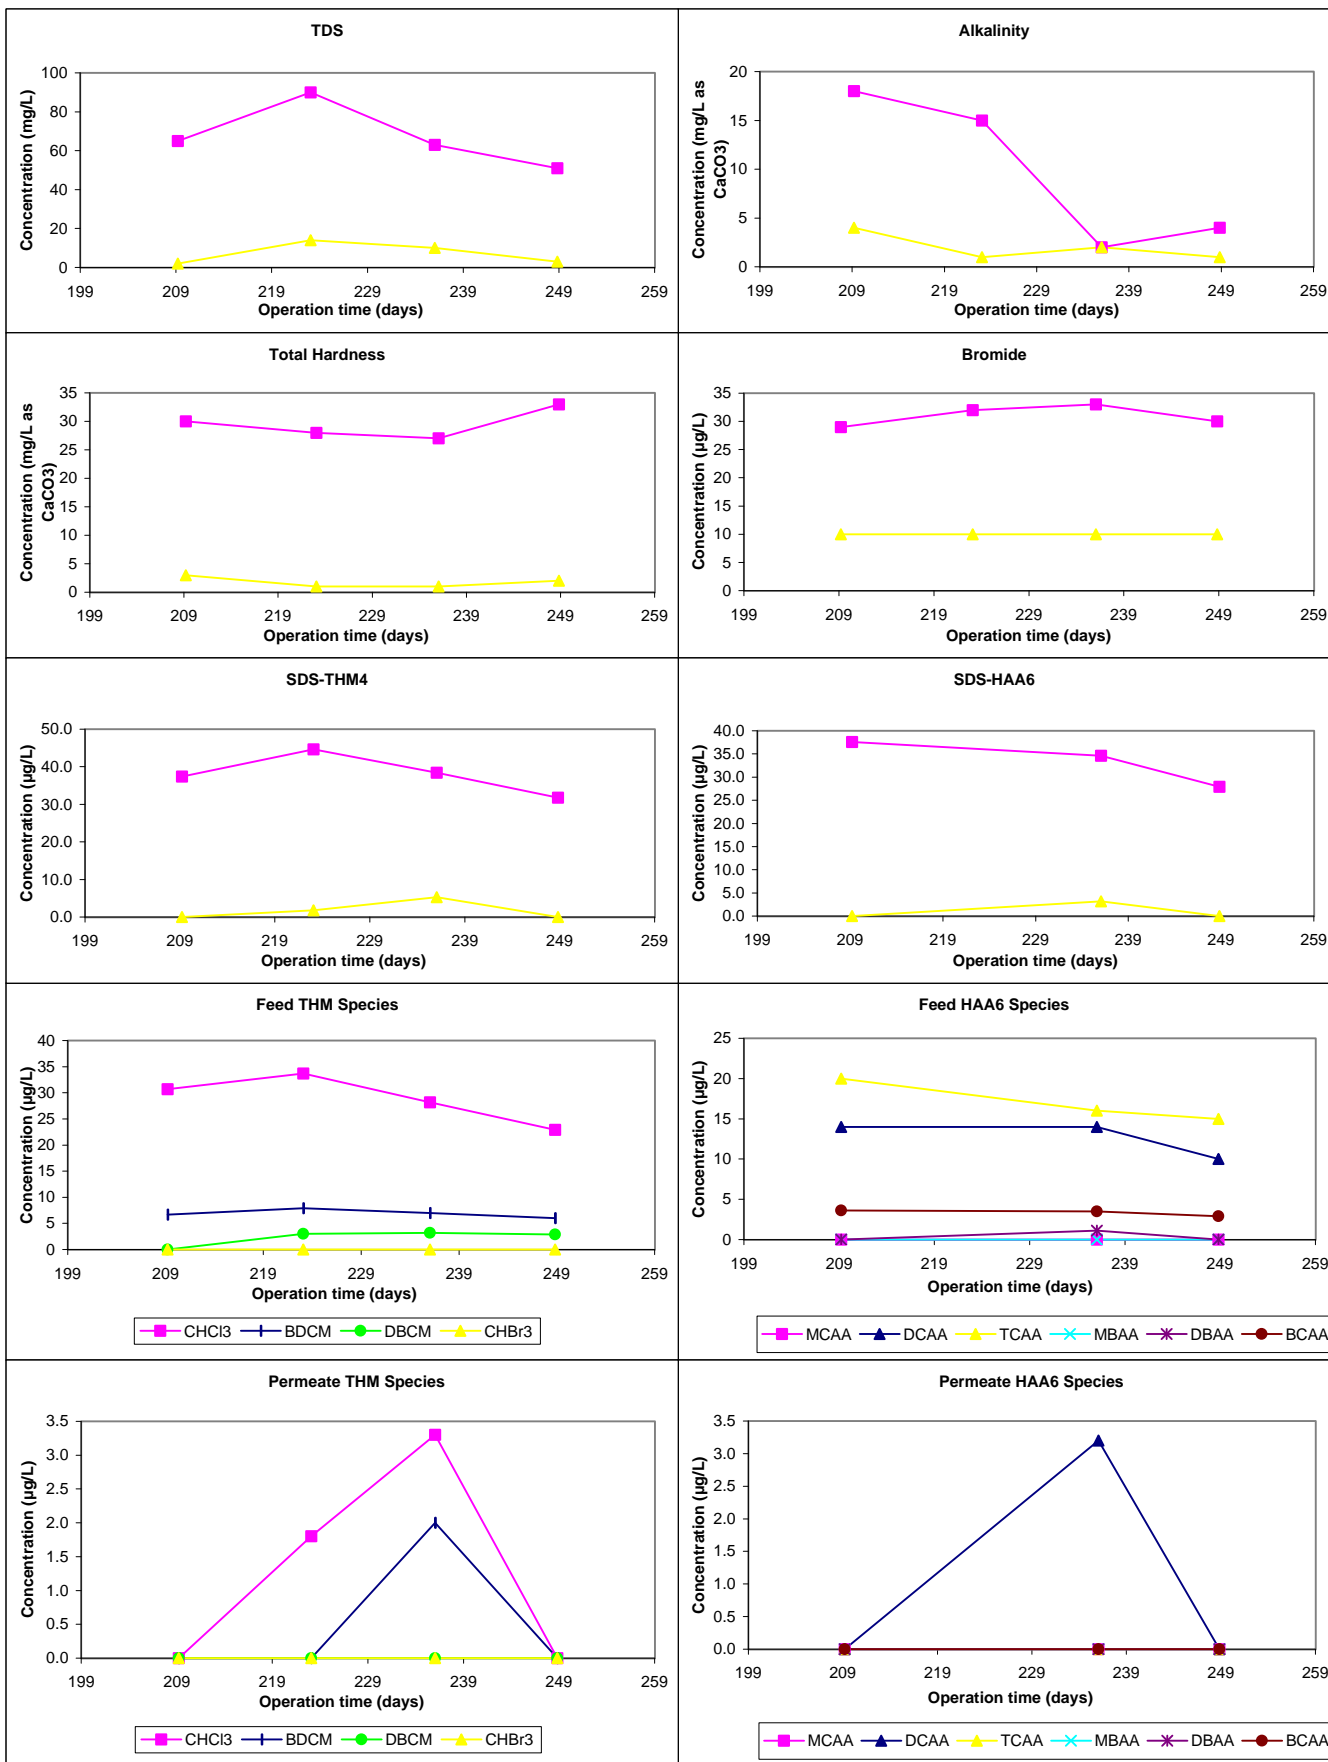 TDS
Concentration (mg/L)
100
80
60
40
20
0
199 209 219 229 239 249 259
Operation time (days)
Alkalinity
Concentration (mg/L as
CaCO3)
20
15
10
5
0
199 209 219 229 239 249 259
Operation time (days)
Total Hardness
Concentration (mg/L as
CaCO3)
35
30
25
20
15
10
5
0
199 209 219 229 239 249 259
Operation time (days)
Bromide
Concentration (µg/L)
35
30
25
20
15
10
5
0
199 209 219 229 239 249 259
Operation time (days)
SDS-THM4
Concentration (µg/L)
50.0
40.0
30.0
20.0
10.0
0.0
199 209 219 229 239 249 259
Operation time (days)
SDS-HAA6
Concentration (µg/L)
40.0
35.0
30.0
25.0
20.0
15.0
10.0
5.0
0.0
199 209 219 229 239 249 259
Operation time (days)
Feed THM Species
Concentration (µg/L)
40
35
30
25
20
15
10
5
0
199 209 219 229 239 249 259
Operation time (days)
CHCl3 BDCM DBCM CHBr3
Feed HAA6 Species
Concentration (µg/L)
25
20
15
10
5
0
199 209 219 229 239 249 259
Operation time (days)
MCAA DCAA TCAA MBAA DBAA BCAA
Permeate THM Species
Concentration (µg/L)
3.5
3.0
2.5
2.0
1.5
1.0
0.5
0.0
199 209 219 229 239 249 259
Operation time (days)
CHCl3 BDCM DBCM CHBr3
Permeate HAA6 Species
Concentration (µg/L)
3.5
3.0
2.5
2.0
1.5
1.0
0.5
0.0
199 209 219 229 239 249 259
Operation time (days)
MCAA DCAA TCAA MBAA DBAA BCAA